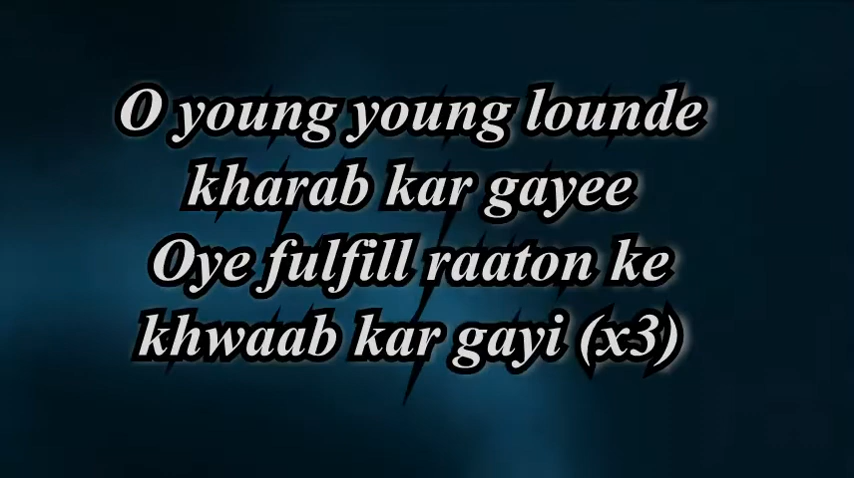 O young young lounde
kharab kar gayee
Oye fulfill raaton ke
khwaab kar gayi (x3)